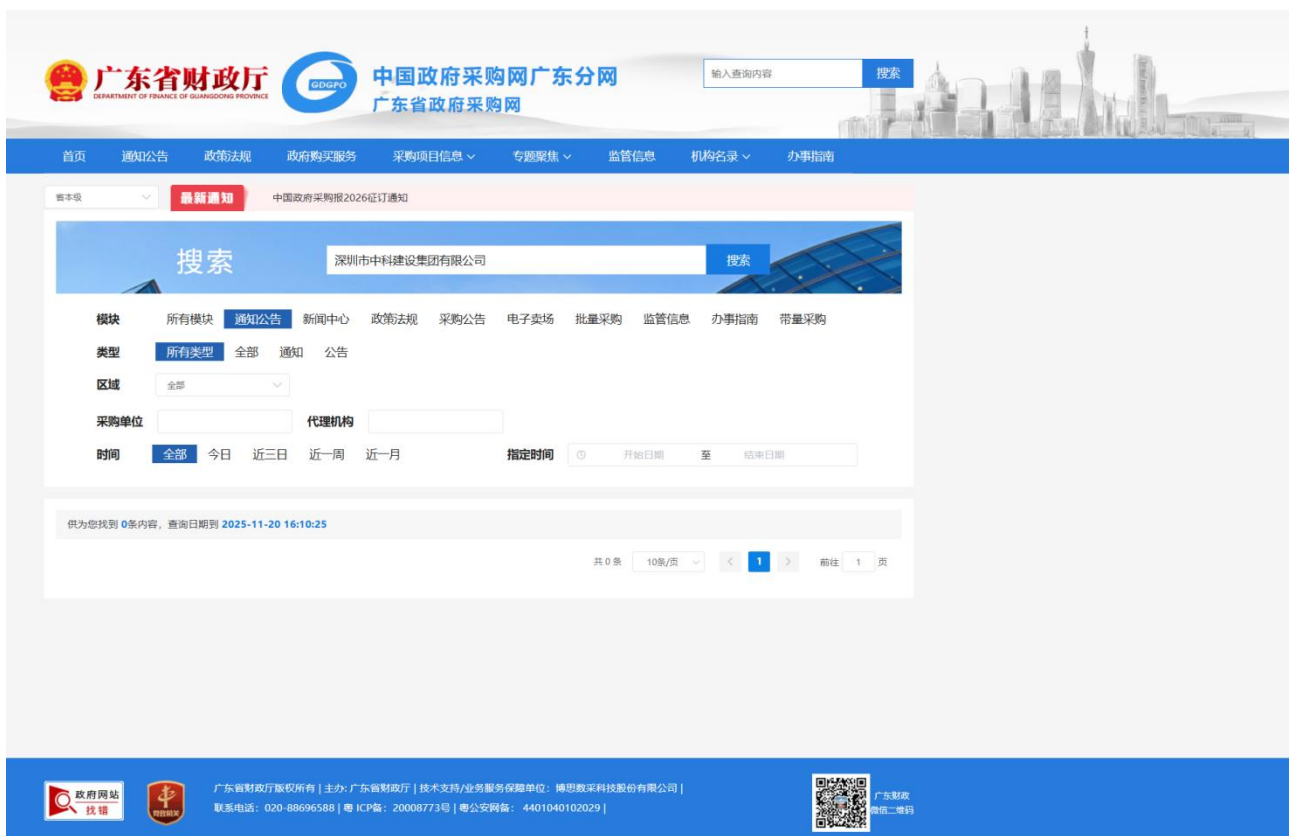 广东省财政厅
DEPARTMENT OF FINANCE OF GUANGDONG PROVINCE
GDGPO
中国政府采购网广东分网
广东省政府采购网
输入查询内容 搜索
首页 通知公告 政策法规 政府购买服务 采购项目信息 专题聚焦 监管信息 机构名录 办事指南
省本级 最新通知 中国政府采购报2026征订通知
搜索 深圳市中科建设集团有限公司 搜索
模块 所有模块 通知公告 新闻中心 政策法规 采购公告 电子卖场 批量采购 监管信息 办事指南 带量采购
类型 所有类型 全部 通知 公告
区域 全部
采购单位 代理机构
时间 全部 今日 近三日 近一周 近一月 指定时间 开始日期 至 结束日期
供为您找到 0条内容，查询日期到 2025-11-20 16:10:25
共 0 条 10条/页 < 1 > 前往 1 页
政府网站
找错
党政机关
广东省财政厅版权所有 | 主办: 广东省财政厅 | 技术支持/业务服务保障单位：博思数采科技股份有限公司 |
联系电话：020-88696588 | 粤 ICP备：20008773号 | 粤公安网备： 4401040102029 |
广东财政
微信二维码